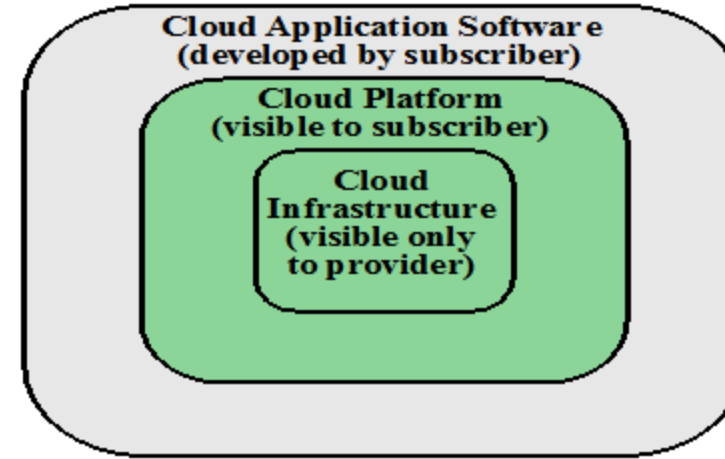 Cloud Application Software
(developed by subscriber)
Cloud Platform
(visible to subscriber)
Cloud
Infrastructure
(visible only
to provider)